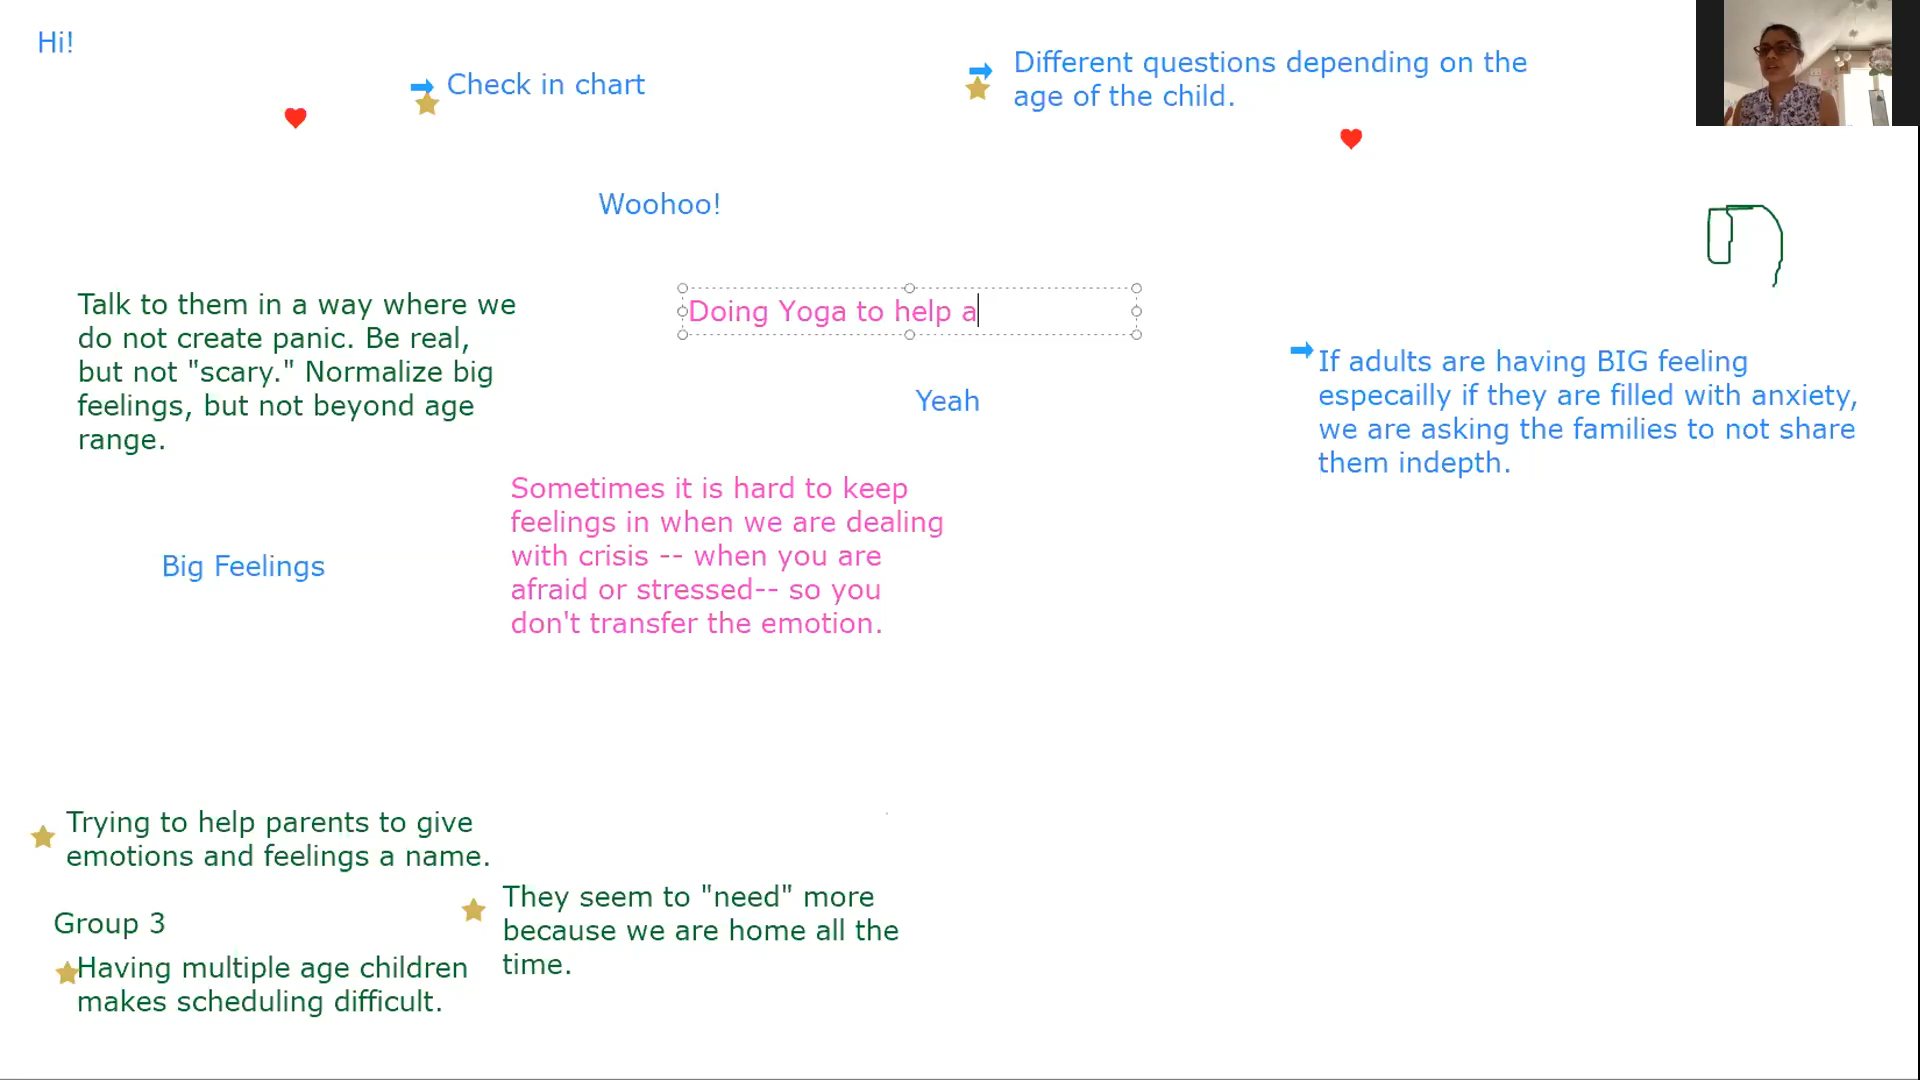 Hi!
Check in chart
Different questions depending on the
age of the child.
Woohoo!
Talk to them in a way where we
do not create panic. Be real,
but not "scary." Normalize big
feelings, but not beyond age
range.
Doing Yoga to help a
Yeah
If adults are having BIG feeling
especailly if they are filled with anxiety,
we are asking the families to not share
them indepth.
Sometimes it is hard to keep
feelings in when we are dealing
with crisis -- when you are
afraid or stressed-- so you
don't transfer the emotion.
Big Feelings
Trying to help parents to give
emotions and feelings a name.
They seem to "need" more
because we are home all the
time.
Group 3
Having multiple age children
makes scheduling difficult.